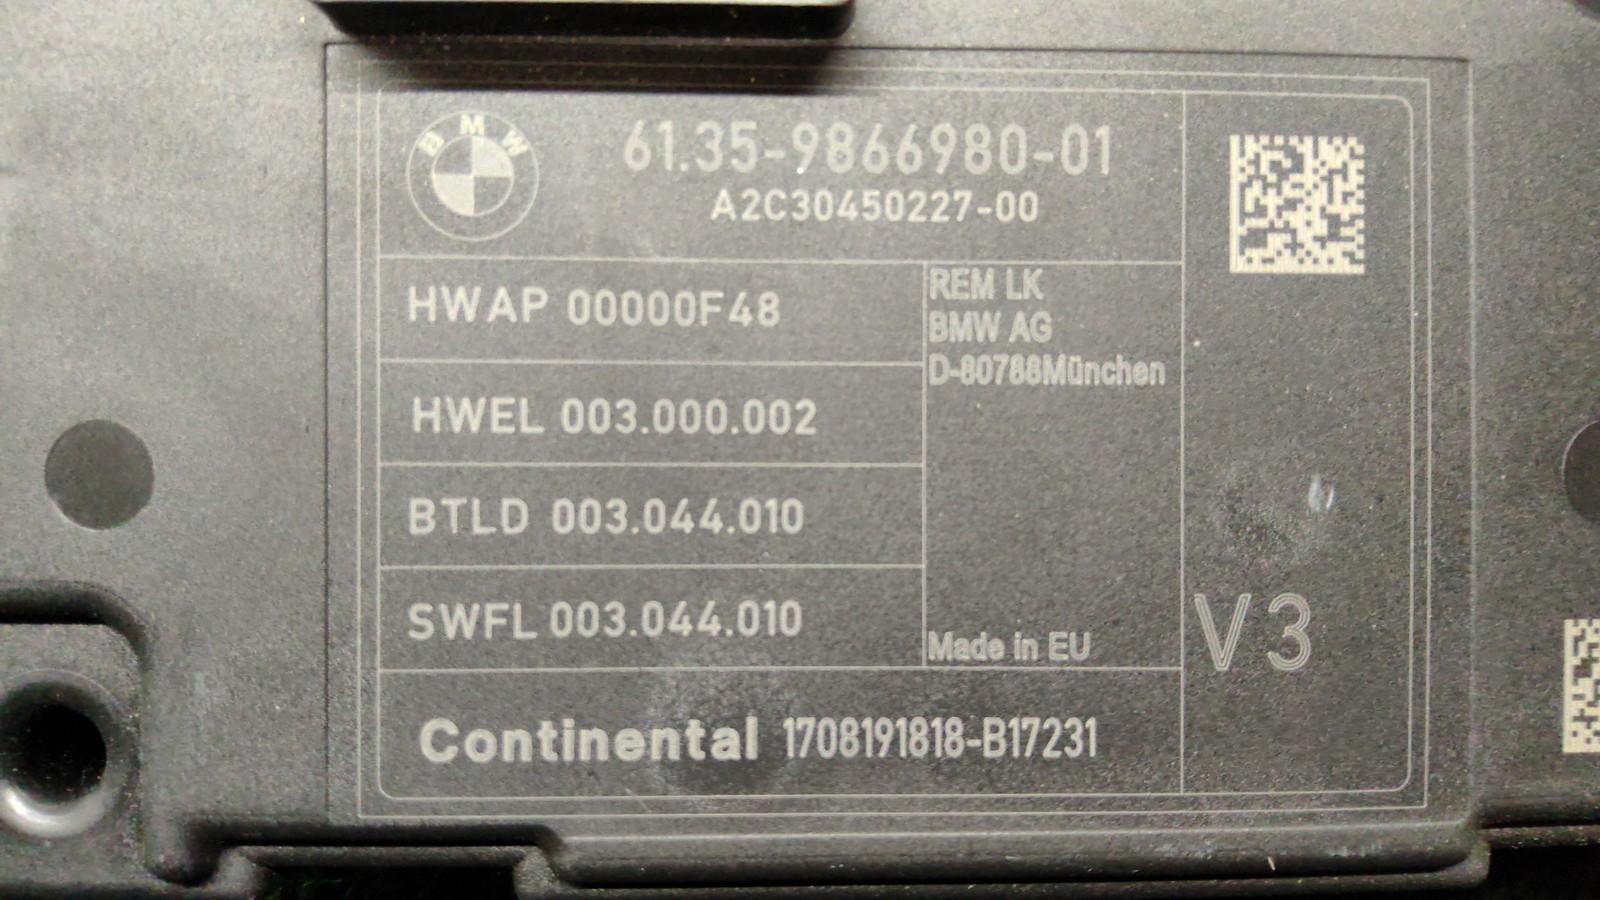 BMW
61.35-9866980-01
A2C30450227-00
HWAP 00000F48
HWEL 003.000.002
BTLD 003.044.010
SWFL 003.044.010
REM LK
BMW AG
D-80788München
Made in EU
V3
Continental 1708191818-B17231